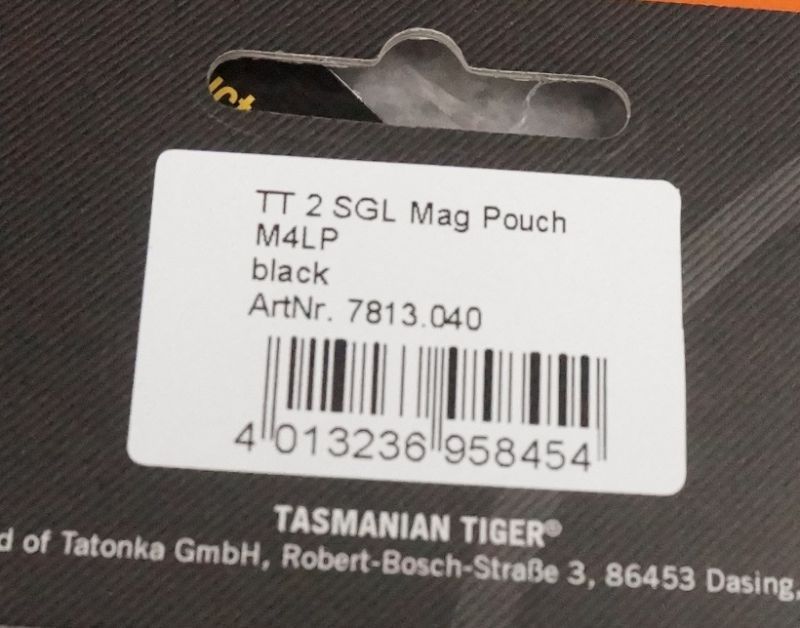 TT 2 SGL Mag Pouch
M4LP
black
ArtNr. 7813.040
4 013236 958454
TASMANIAN TIGER®
of Tatonka GmbH, Robert-Bosch-Straße 3, 86453 Dasing,